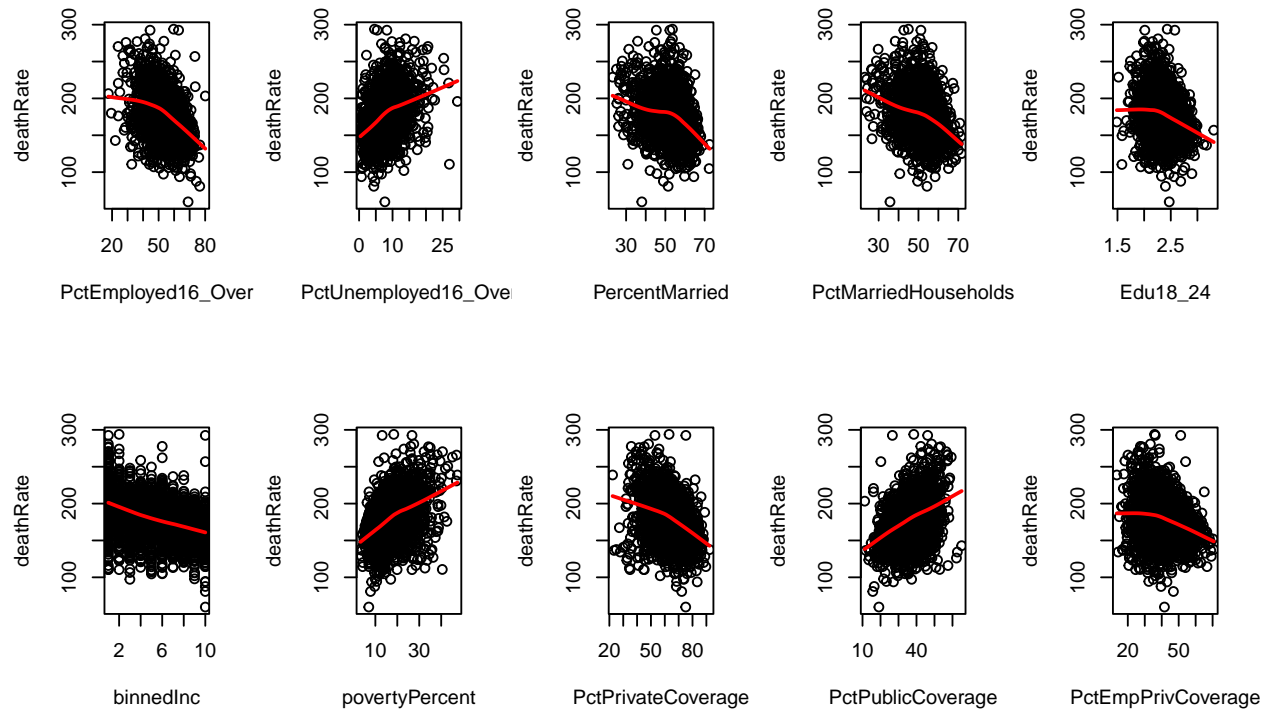 deathRate
100 200 300
20 50 80
PctEmployed16_Over
deathRate
100 200 300
0 10 25
PctUnemployed16_Over
deathRate
100 200 300
30 50 70
PercentMarried
deathRate
100 200 300
30 50 70
PctMarriedHouseholds
deathRate
100 200 300
1.5 2.5
Edu18_24
deathRate
100 200 300
2 6 10
binnedInc
deathRate
100 200 300
10 30
povertyPercent
deathRate
100 200 300
20 50 80
PctPrivateCoverage
deathRate
100 200 300
10 40
PctPublicCoverage
deathRate
100 200 300
20 50
PctEmpPrivCoverage